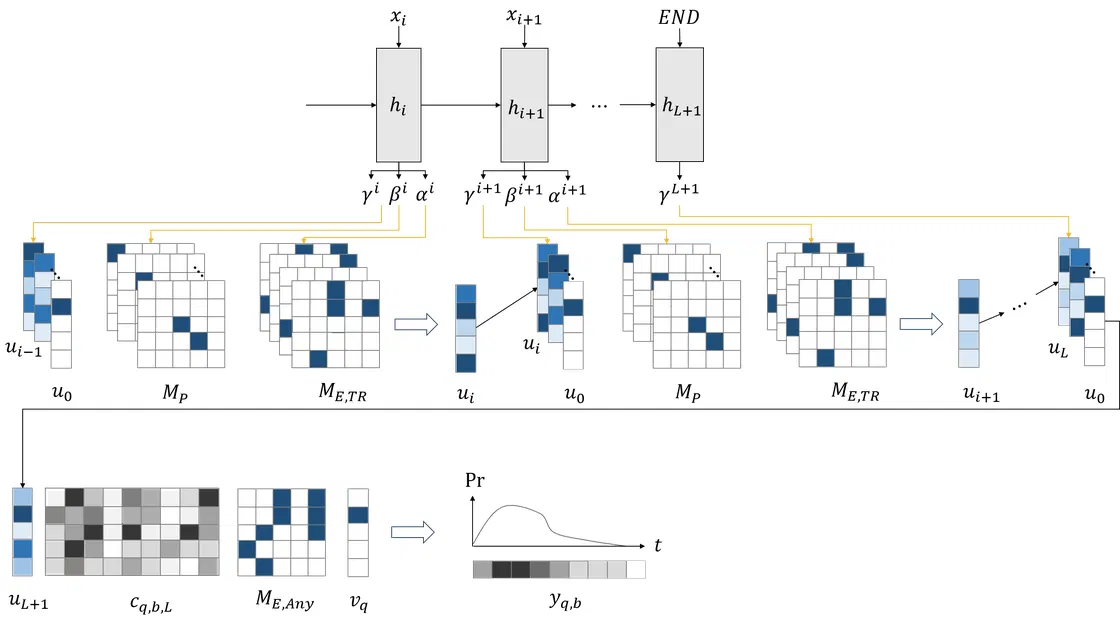 x_i x_{i+1} END
h_i h_{i+1} ... h_{L+1}
γ^i β^i α^i γ^{i+1} β^{i+1} α^{i+1} γ^{L+1}
u_{i-1} u_i ... u_L
u_0 M_P M_{E,TR} u_i u_0 M_P M_{E,TR} u_{i+1} u_0
Pr
t
u_{L+1} c_{q,b,L} M_{E,Any} v_q y_{q,b}